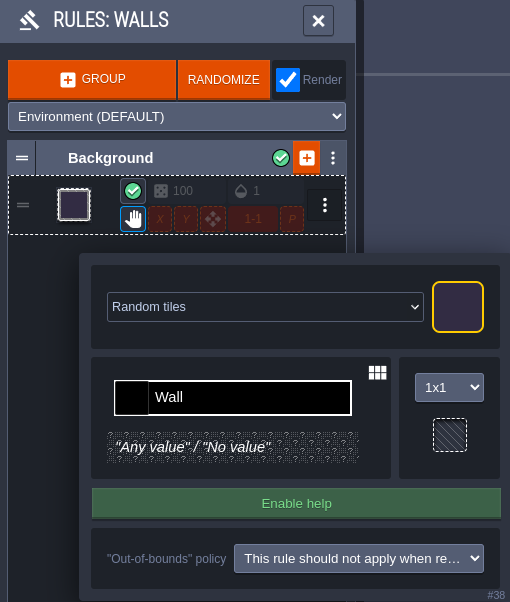 RULES: WALLS
GROUP
RANDOMIZE
Render
Environment (DEFAULT)
Background
100
1
X
Y
1-1
P
Random tiles
Wall
"Any value" / "No value"
1x1
Enable help
"Out-of-bounds" policy
This rule should not apply when re…
#38